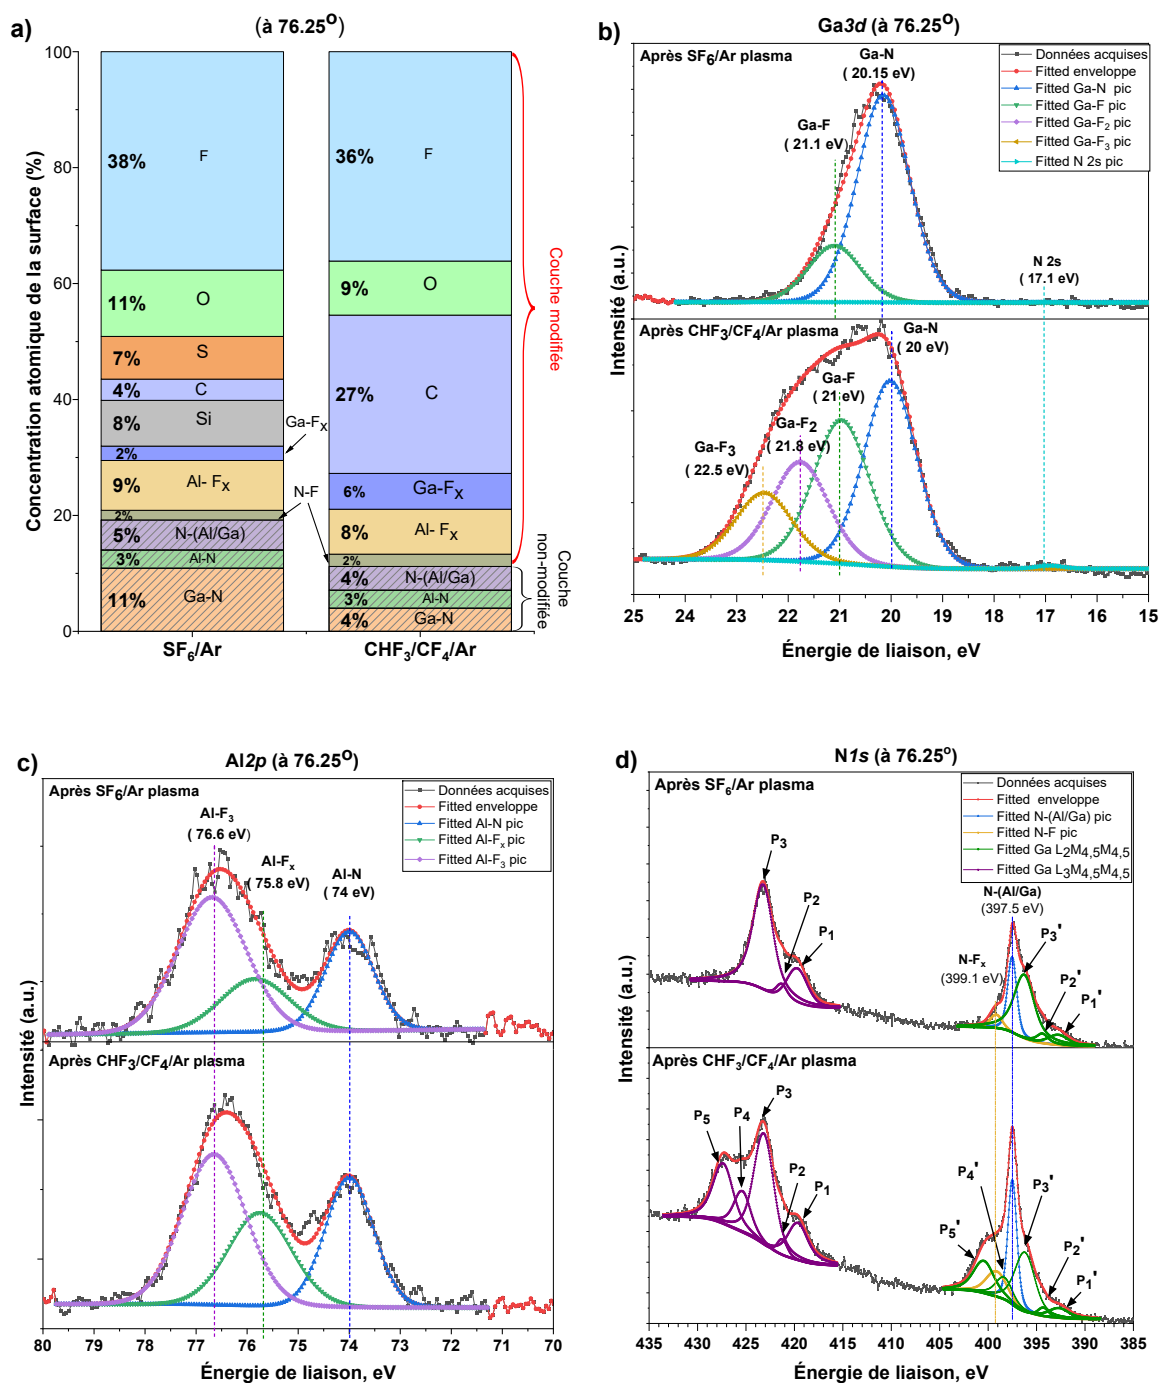 a)
(à 76.25º)
Concentration atomique de la surface (%)
100
80
60
40
20
0
38%
F
11%
O
7%
S
4%
C
8%
Si
2%
9%
Al- Fₓ
2%
5%
N-(Al/Ga)
3%
Al-N
11%
Ga-N
Ga-Fₓ
N-F
36%
F
9%
O
27%
C
6%
Ga-Fₓ
8%
Al- Fₓ
2%
4%
N-(Al/Ga)
3%
Al-N
4%
Ga-N
Couche modifiée
Couche
non-modifiée
SF₆/Ar
CHF₃/CF₄/Ar
b)
Ga3d (à 76.25º)
Après SF₆/Ar plasma
Ga-N
( 20.15 eV)
Ga-F
( 21.1 eV)
N 2s
( 17.1 eV)
Données acquises
Fitted enveloppe
Fitted Ga-N pic
Fitted Ga-F pic
Fitted Ga-F₂ pic
Fitted Ga-F₃ pic
Fitted N 2s pic
Après CHF₃/CF₄/Ar plasma
Ga-N
( 20 eV)
Ga-F
(21 eV)
Ga-F₂
(21.8 eV)
Ga-F₃
( 22.5 eV)
Intensité (a.u.)
25 24 23 22 21 20 19 18 17 16 15
Énergie de liaison, eV
c)
Al2p (à 76.25º)
Après SF₆/Ar plasma
Al-F₃
( 76.6 eV)
Al-Fₓ
( 75.8 eV)
Al-N
( 74 eV)
Données acquises
Fitted enveloppe
Fitted Al-N pic
Fitted Al-Fₓ pic
Fitted Al-F₃ pic
Après CHF₃/CF₄/Ar plasma
Intensité (a.u.)
80 78 76 74 72 70
Énergie de liaison, eV
d)
N1s (à 76.25º)
Après SF₆/Ar plasma
Données acquises
Fitted enveloppe
Fitted N-(Al/Ga) pic
Fitted N-F pic
Fitted Ga L₂M₄,₅M₄,₅
Fitted Ga L₃M₄,₅M₄,₅
P₃
P₂
P₁
N-(Al/Ga)
(397.5 eV)
N-Fₓ
(399.1 eV)
P₃'
P₂'
P₁'
Après CHF₃/CF₄/Ar plasma
P₅
P₄
P₃
P₂
P₁
P₅'
P₄'
P₃'
P₂'
P₁'
Intensité (a.u.)
435 430 425 420 415 410 405 400 395 390 385
Énergie de liaison, eV